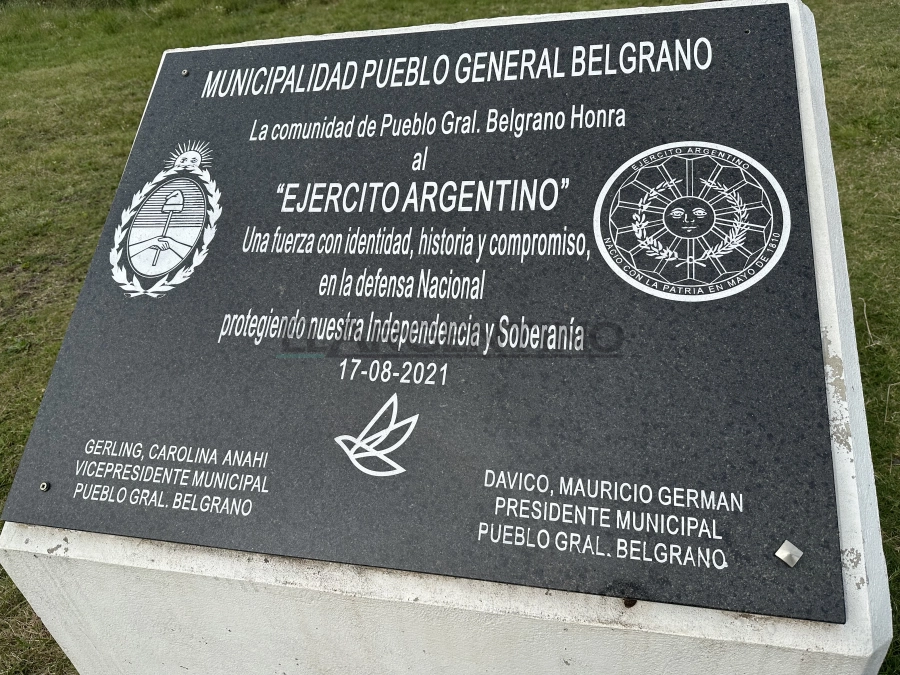 MUNICIPALIDAD PUEBLO GENERAL BELGRANO
La comunidad de Pueblo Gral. Belgrano Honra
al
"EJERCITO ARGENTINO"
Una fuerza con identidad, historia y compromiso,
en la defensa Nacional
protegiendo nuestra Independencia y Soberanía
17-08-2021
EJERCITO ARGENTINO
NACIO CON LA PATRIA EN MAYO DE 1810
GERLING, CAROLINA ANAHI
VICEPRESIDENTE MUNICIPAL
PUEBLO GRAL. BELGRANO
DAVICO, MAURICIO GERMAN
PRESIDENTE MUNICIPAL
PUEBLO GRAL. BELGRANO